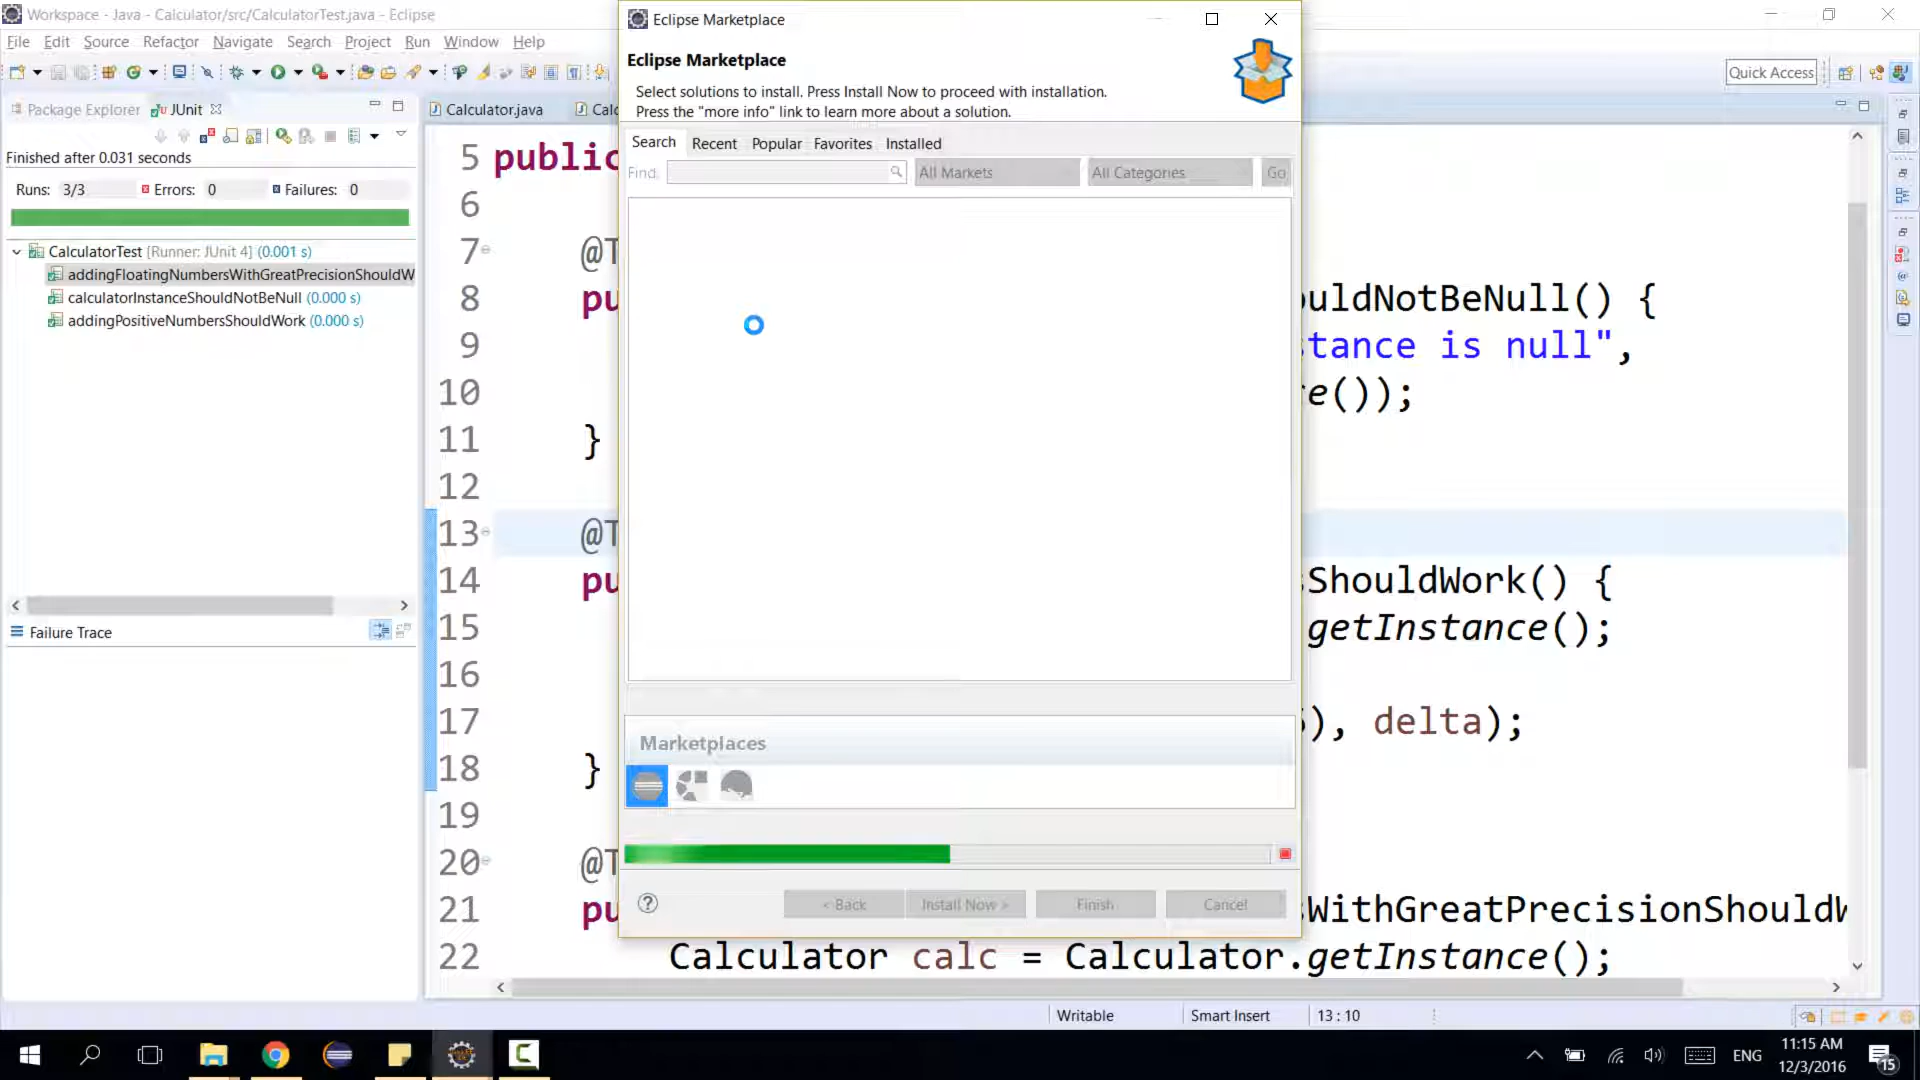 Workspace - Java - Calculator/src/CalculatorTest.java - Eclipse
File Edit Source Refactor Navigate Search Project Run Window Help
Quick Access
Package Explorer JUnit
Finished after 0.031 seconds
Runs: 3/3 Errors: 0 Failures: 0
CalculatorTest [Runner: JUnit 4] (0.001 s)
addingFloatingNumbersWithGreatPrecisionShouldW
calculatorInstanceShouldNotBeNull (0.000 s)
addingPositiveNumbersShouldWork (0.000 s)
Failure Trace
Calculator.java Calc
5 public
6
7 @T
8 pu uldNotBeNull() {
9 tance is null",
10 e());
11 }
12
13 @T
14 pu sShouldWork() {
15 getInstance();
16
17 ), delta);
18 }
19
20 @T
21 pu sWithGreatPrecisionShouldW
22 Calculator calc = Calculator.getInstance();
Eclipse Marketplace
Eclipse Marketplace
Select solutions to install. Press Install Now to proceed with installation.
Press the "more info" link to learn more about a solution.
Search Recent Popular Favorites Installed
Find: All Markets All Categories Go
Marketplaces
? < Back Install Now > Finish Cancel
Writable Smart Insert 13 : 10
ENG
11:15 AM
12/3/2016
15